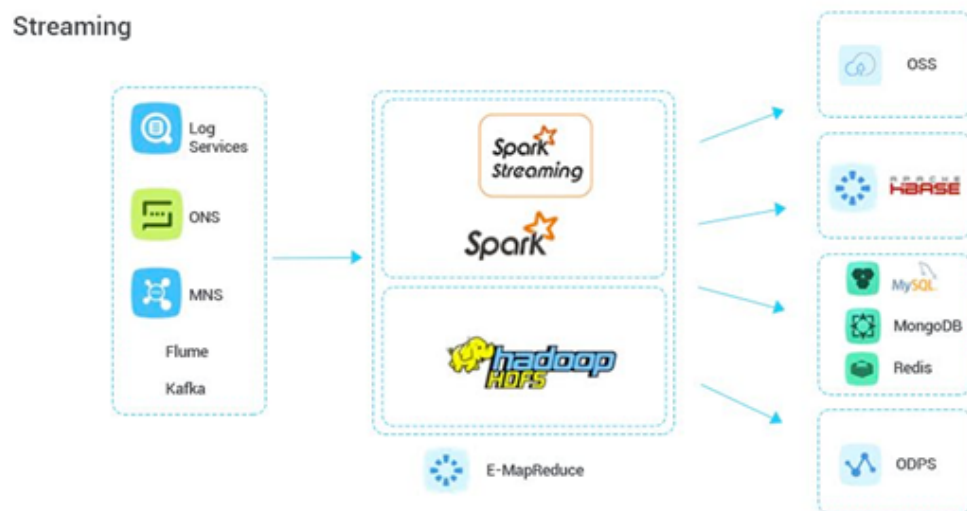 Streaming
Log
Services
ONS
MNS
Flume
Kafka
Spark
Streaming
Spark
hadoop
HDFS
E-MapReduce
OSS
APACHE
HBASE
MySQL
MongoDB
Redis
ODPS